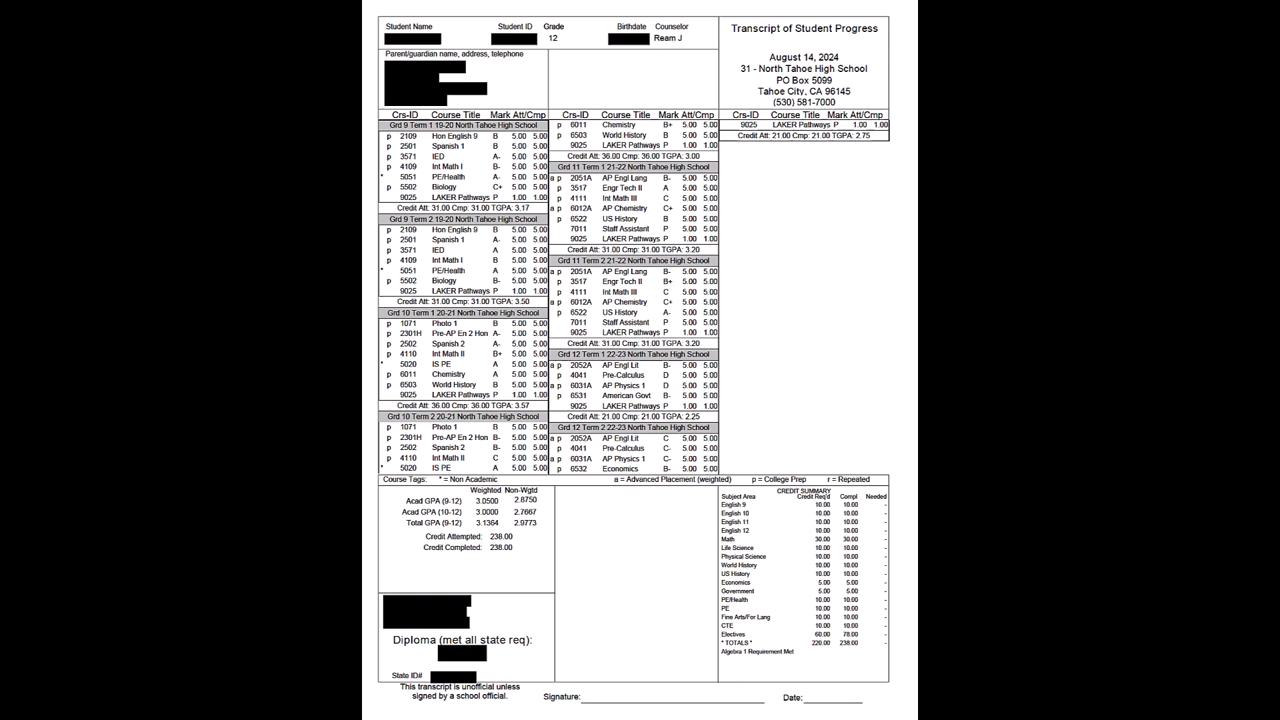 Student Name Student ID Grade Birthdate Counselor
12 Ream J
Parent/guardian name, address, telephone
Transcript of Student Progress
August 14, 2024
31 - North Tahoe High School
PO Box 5099
Tahoe City, CA 96145
(530) 581-7000
Crs-ID Course Title Mark Att/Cmp
Grd 9 Term 1 19-20 North Tahoe High School
p 2109 Hon English 9 B 5.00 5.00
p 2501 Spanish 1 B 5.00 5.00
p 3571 IED A- 5.00 5.00
p 4109 Int Math I B- 5.00 5.00
* 5051 PE/Health A- 5.00 5.00
p 5502 Biology C+ 5.00 5.00
9025 LAKER Pathways P 1.00 1.00
Credit Att: 31.00 Cmp: 31.00 TGPA: 3.17
Grd 9 Term 2 19-20 North Tahoe High School
p 2109 Hon English 9 B 5.00 5.00
p 2501 Spanish 1 A- 5.00 5.00
p 3571 IED A 5.00 5.00
p 4109 Int Math I B 5.00 5.00
* 5051 PE/Health A 5.00 5.00
p 5502 Biology B- 5.00 5.00
9025 LAKER Pathways P 1.00 1.00
Credit Att: 31.00 Cmp: 31.00 TGPA: 3.50
Grd 10 Term 1 20-21 North Tahoe High School
p 1071 Photo 1 B 5.00 5.00
p 2301H Pre-AP En 2 Hon A- 5.00 5.00
p 2502 Spanish 2 A- 5.00 5.00
p 4110 Int Math II B+ 5.00 5.00
* 5020 IS PE A 5.00 5.00
p 6011 Chemistry A 5.00 5.00
p 6503 World History B 5.00 5.00
9025 LAKER Pathways P 1.00 1.00
Credit Att: 36.00 Cmp: 36.00 TGPA: 3.57
Grd 10 Term 2 20-21 North Tahoe High School
p 1071 Photo 1 B 5.00 5.00
p 2301H Pre-AP En 2 Hon B- 5.00 5.00
p 2502 Spanish 2 B- 5.00 5.00
p 4110 Int Math II C 5.00 5.00
* 5020 IS PE A 5.00 5.00
Crs-ID Course Title Mark Att/Cmp
p 6011 Chemistry B+ 5.00 5.00
p 6503 World History B 5.00 5.00
9025 LAKER Pathways P 1.00 1.00
Credit Att: 36.00 Cmp: 36.00 TGPA: 3.00
Grd 11 Term 1 21-22 North Tahoe High School
a p 2051A AP Engl Lang B- 5.00 5.00
p 3517 Engr Tech II A 5.00 5.00
p 4111 Int Math III C 5.00 5.00
a p 6012A AP Chemistry C+ 5.00 5.00
p 6522 US History B 5.00 5.00
7011 Staff Assistant P 5.00 5.00
9025 LAKER Pathways P 1.00 1.00
Credit Att: 31.00 Cmp: 31.00 TGPA: 3.20
Grd 11 Term 2 21-22 North Tahoe High School
a p 2051A AP Engl Lang B- 5.00 5.00
p 3517 Engr Tech II B+ 5.00 5.00
p 4111 Int Math III C 5.00 5.00
a p 6012A AP Chemistry C+ 5.00 5.00
p 6522 US History A- 5.00 5.00
7011 Staff Assistant P 5.00 5.00
9025 LAKER Pathways P 1.00 1.00
Credit Att: 31.00 Cmp: 31.00 TGPA: 3.20
Grd 12 Term 1 22-23 North Tahoe High School
a p 2052A AP Engl Lit B- 5.00 5.00
p 4041 Pre-Calculus D 5.00 5.00
a p 6031A AP Physics 1 D 5.00 5.00
p 6531 American Govt B- 5.00 5.00
9025 LAKER Pathways P 1.00 1.00
Credit Att: 21.00 Cmp: 21.00 TGPA: 2.25
Grd 12 Term 2 22-23 North Tahoe High School
a p 2052A AP Engl Lit C 5.00 5.00
p 4041 Pre-Calculus C- 5.00 5.00
a p 6031A AP Physics 1 C- 5.00 5.00
p 6532 Economics B- 5.00 5.00
Crs-ID Course Title Mark Att/Cmp
9025 LAKER Pathways P 1.00 1.00
Credit Att: 21.00 Cmp: 21.00 TGPA: 2.75
Course Tags: * = Non Academic a = Advanced Placement (weighted) p = College Prep r = Repeated
Weighted Non-Wgtd
Acad GPA (9-12) 3.0500 2.8750
Acad GPA (10-12) 3.0000 2.7667
Total GPA (9-12) 3.1364 2.9773
Credit Attempted: 238.00
Credit Completed: 238.00
Diploma (met all state req):
State ID#
CREDIT SUMMARY
Subject Area Credit Req'd Compl Needed
English 9 10.00 10.00 -
English 10 10.00 10.00 -
English 11 10.00 10.00 -
English 12 10.00 10.00 -
Math 30.00 30.00 -
Life Science 10.00 10.00 -
Physical Science 10.00 10.00 -
World History 10.00 10.00 -
US History 10.00 10.00 -
Economics 5.00 5.00 -
Government 5.00 5.00 -
PE/Health 10.00 10.00 -
PE 10.00 10.00 -
Fine Arts/For Lang 10.00 10.00 -
CTE 10.00 10.00 -
Electives 60.00 78.00 -
* TOTALS * 220.00 238.00 -
Algebra 1 Requirement Met
This transcript is unofficial unless
signed by a school official.
Signature: Date: